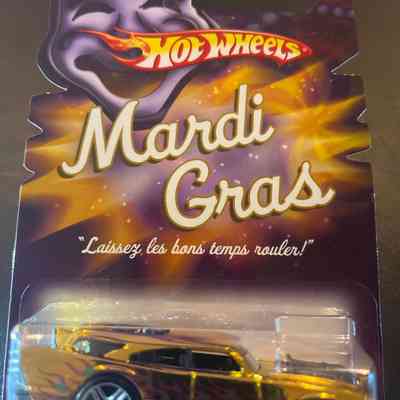 HOT WHEELS
Mardi
Gras
"Laissez les bons temps rouler!"